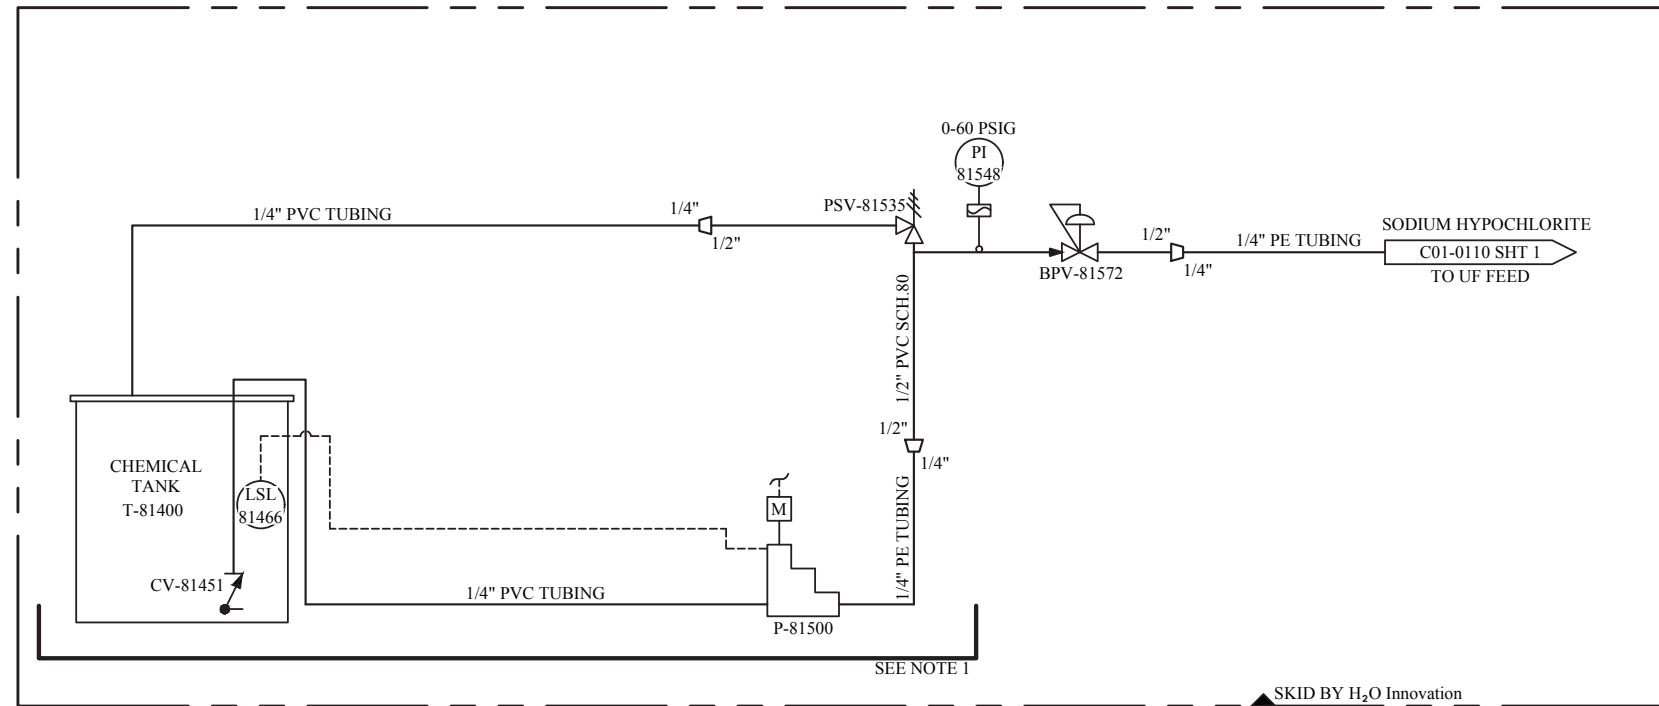 0-60 PSIG
PI
81548
PSV-81535
1/4" PVC TUBING
1/4"
1/2"
BPV-81572
1/2"
1/4"
1/4" PE TUBING
SODIUM HYPOCHLORITE
C01-0110 SHT 1
TO UF FEED
1/2" PVC SCH.80
1/2"
1/4"
1/4" PE TUBING
CHEMICAL
TANK
T-81400
LSL
81466
CV-81451
M
1/4" PVC TUBING
P-81500
SEE NOTE 1
SKID BY H₂O Innovation